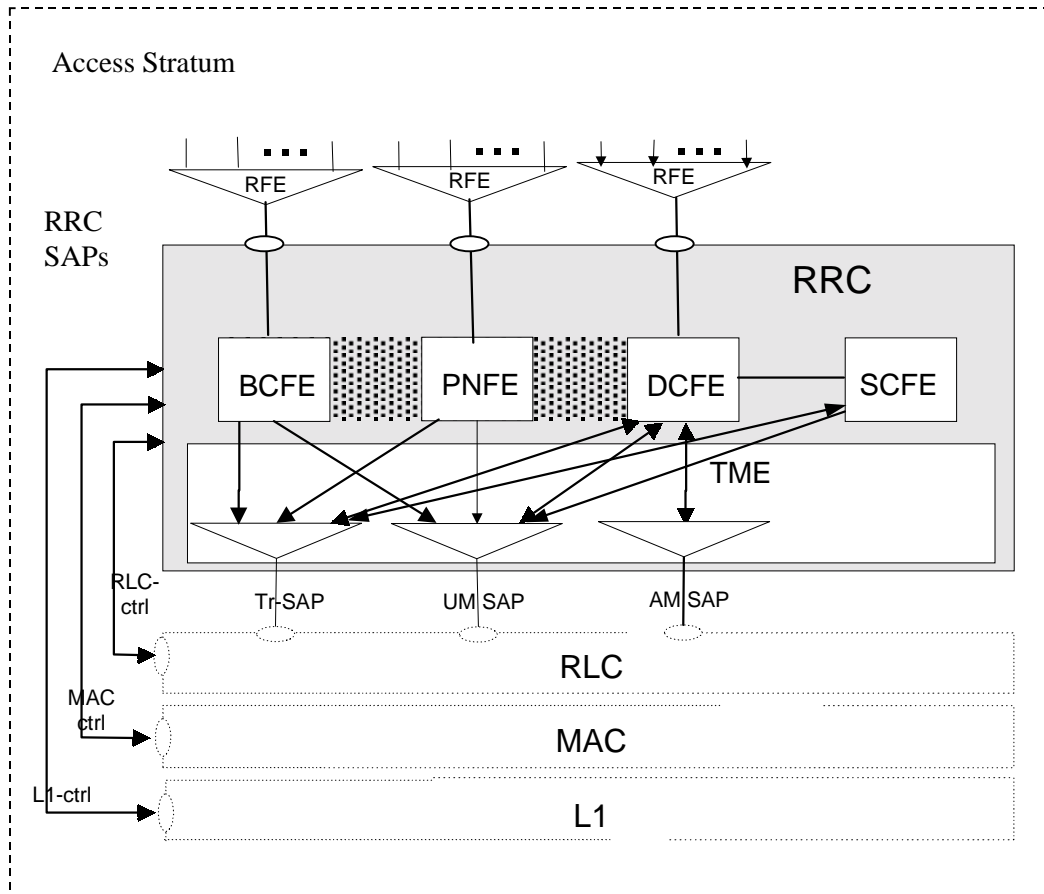 Access Stratum
RFE
RFE
RFE
RRC
SAPs
RRC
BCFE
PNFE
DCFE
SCFE
TME
RLC-
ctrl
Tr-SAP
UM SAP
AM SAP
RLC
MAC
ctrl
MAC
L1-ctrl
L1